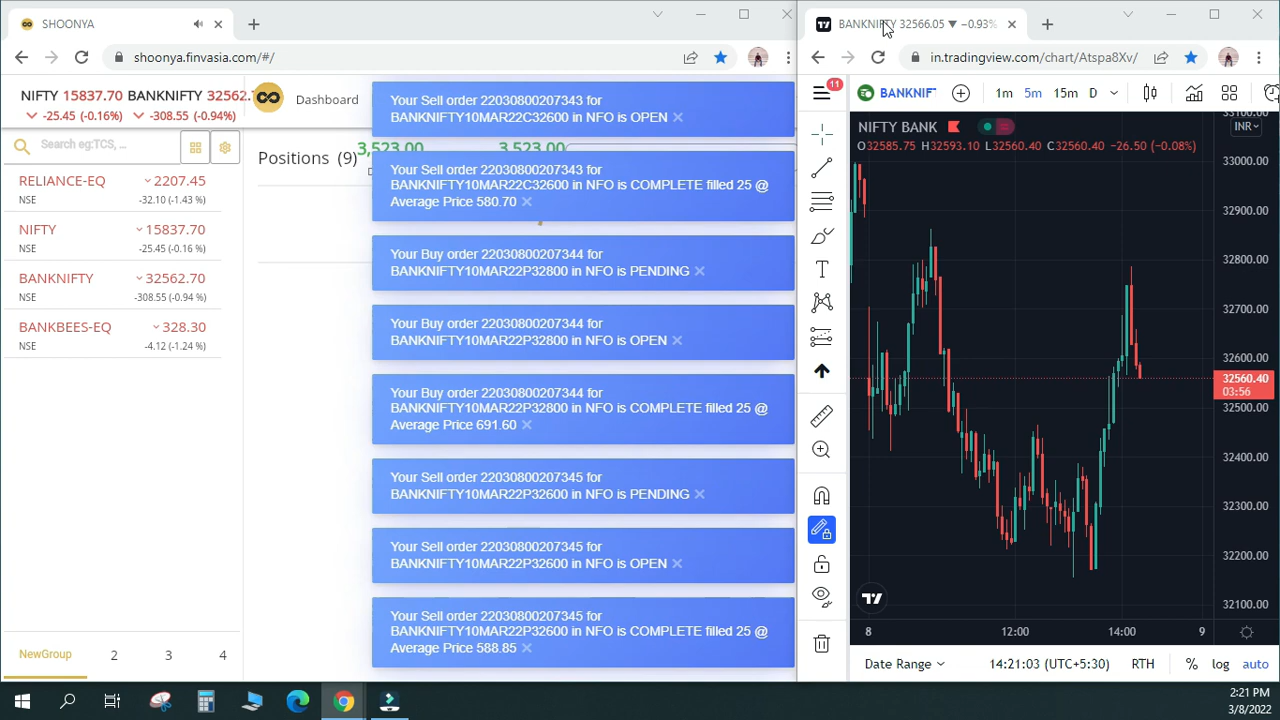 SHOONYA
BANKNIFTY 32566.05 ▼ −0.93%
shoonya.finvasia.com/#/
in.tradingview.com/chart/Atspa8Xv/
NIFTY 15837.70
-25.45 (-0.16%)
BANKNIFTY 32562.
-308.55 (-0.94%)
Dashboard
Search eg:TCS, ...
RELIANCE-EQ 2207.45
NSE -32.10 (-1.43 %)
NIFTY 15837.70
NSE -25.45 (-0.16 %)
BANKNIFTY 32562.70
NSE -308.55 (-0.94 %)
BANKBEES-EQ 328.30
NSE -4.12 (-1.24 %)
NewGroup 2 3 4
Positions (9)
3,523.00 3,523.00
Your Sell order 22030800207343 for
BANKNIFTY10MAR22C32600 in NFO is OPEN ×
Your Sell order 22030800207343 for
BANKNIFTY10MAR22C32600 in NFO is COMPLETE filled 25 @
Average Price 580.70 ×
Your Buy order 22030800207344 for
BANKNIFTY10MAR22P32800 in NFO is PENDING ×
Your Buy order 22030800207344 for
BANKNIFTY10MAR22P32800 in NFO is OPEN ×
Your Buy order 22030800207344 for
BANKNIFTY10MAR22P32800 in NFO is COMPLETE filled 25 @
Average Price 691.60 ×
Your Sell order 22030800207345 for
BANKNIFTY10MAR22P32600 in NFO is PENDING ×
Your Sell order 22030800207345 for
BANKNIFTY10MAR22P32600 in NFO is OPEN ×
Your Sell order 22030800207345 for
BANKNIFTY10MAR22P32600 in NFO is COMPLETE filled 25 @
Average Price 588.85 ×
11
BANKNIF
1m 5m 15m D
NIFTY BANK
O32585.75 H32593.10 L32560.40 C32560.40 −26.50 (−0.08%)
INR
33100.00
33000.00
32900.00
32800.00
32700.00
32600.00
32560.40
03:56
32500.00
32400.00
32300.00
32200.00
32100.00
8 12:00 14:00 9
Date Range 14:21:03 (UTC+5:30) RTH % log auto
2:21 PM
3/8/2022